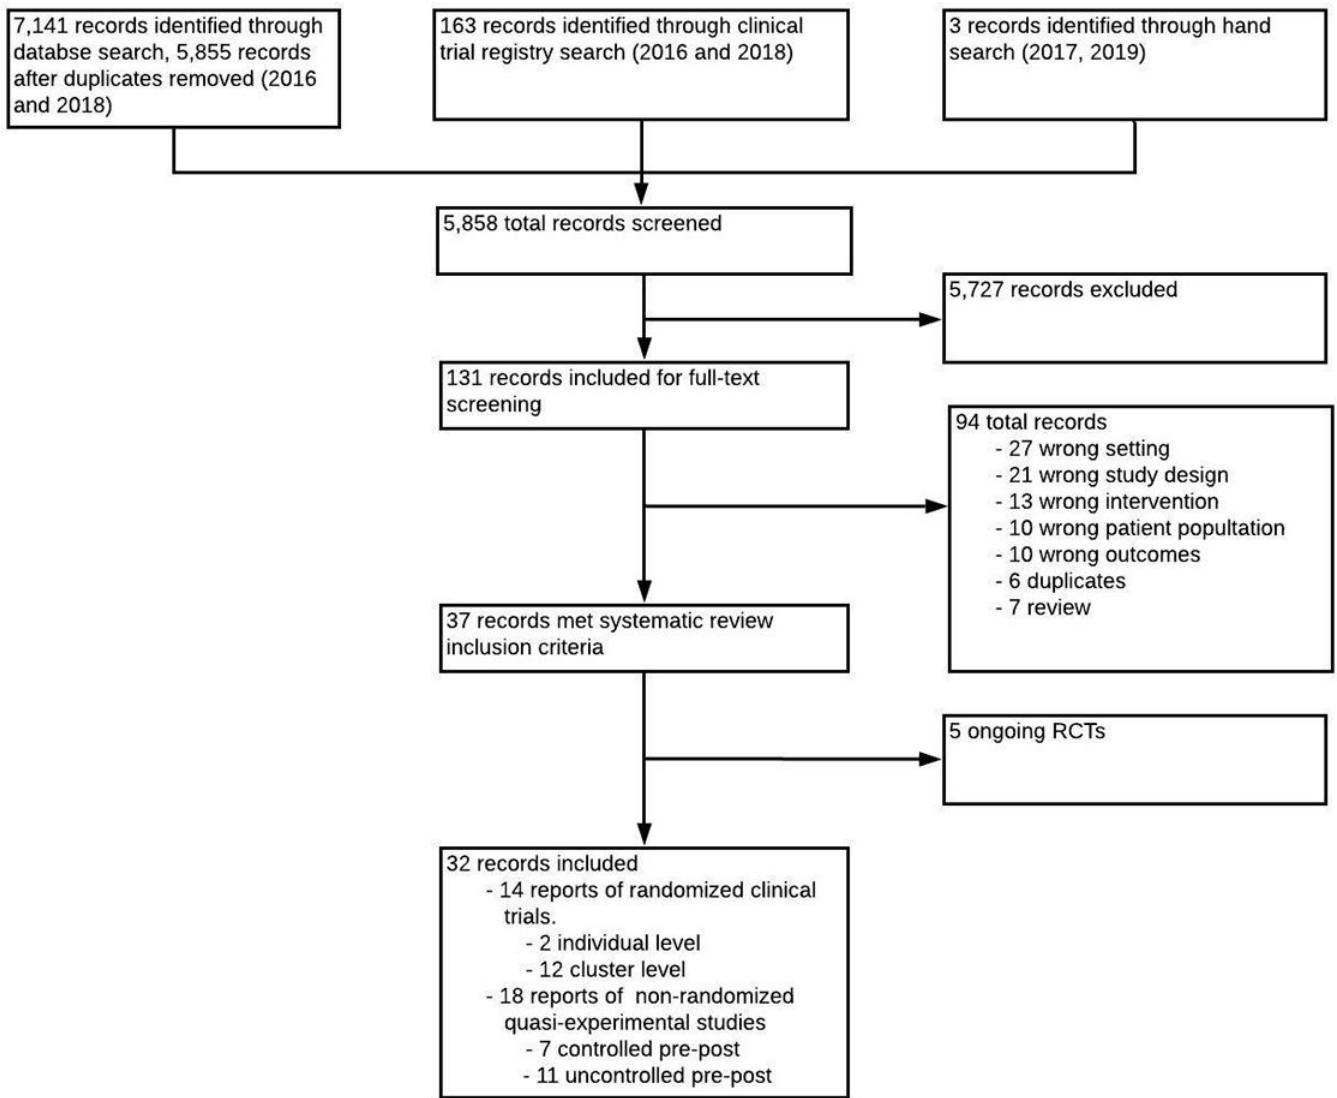 7,141 records identified through
databse search, 5,855 records
after duplicates removed (2016
and 2018)
163 records identified through clinical
trial registry search (2016 and 2018)
3 records identified through hand
search (2017, 2019)
5,858 total records screened
5,727 records excluded
131 records included for full-text
screening
94 total records
- 27 wrong setting
- 21 wrong study design
- 13 wrong intervention
- 10 wrong patient popultation
- 10 wrong outcomes
- 6 duplicates
- 7 review
37 records met systematic review
inclusion criteria
5 ongoing RCTs
32 records included
- 14 reports of randomized clinical
trials.
- 2 individual level
- 12 cluster level
- 18 reports of non-randomized
quasi-experimental studies
- 7 controlled pre-post
- 11 uncontrolled pre-post